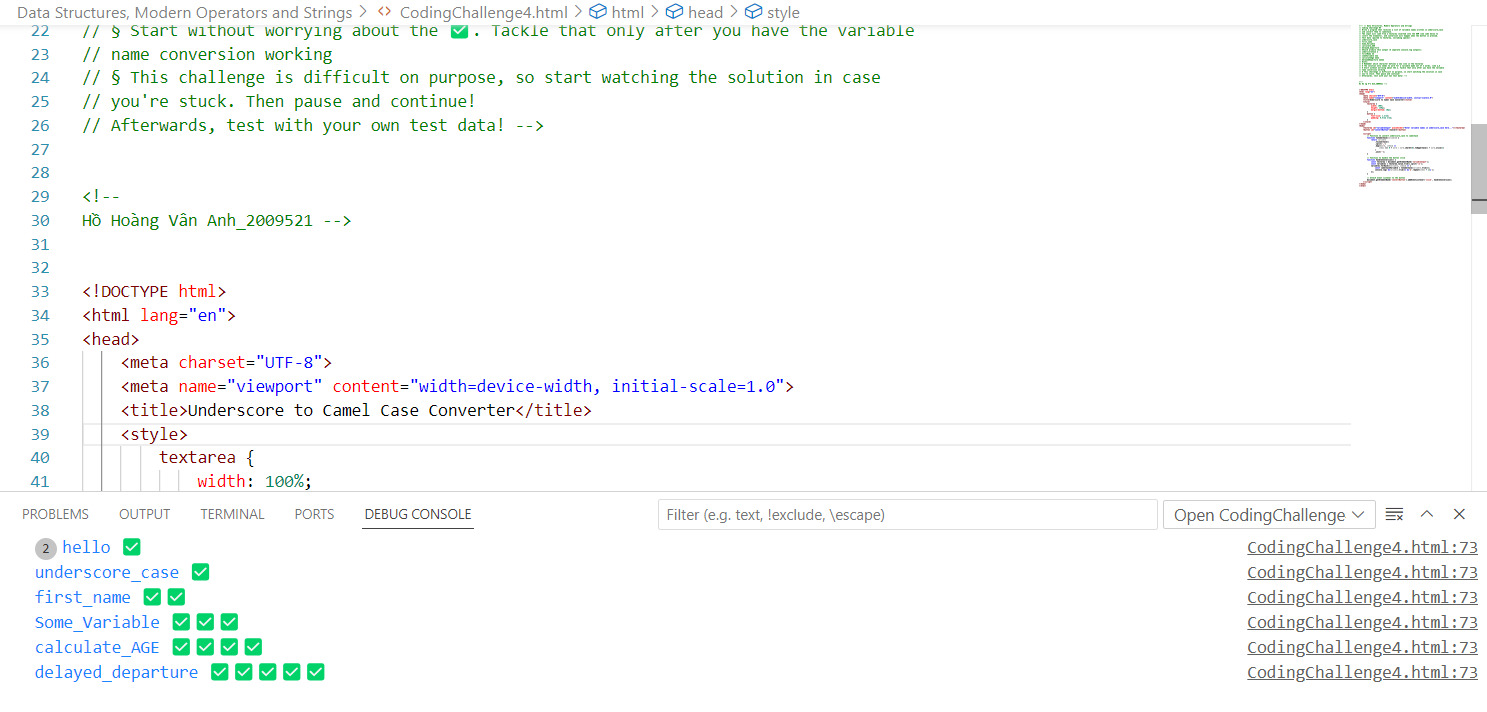 Data Structures, Modern Operators and Strings > <> CodingChallenge4.html > html > head > style
22 // § Start without worrying about the ✅. Tackle that only after you have the variable
23 // name conversion working
24 // § This challenge is difficult on purpose, so start watching the solution in case
25 // you're stuck. Then pause and continue!
26 // Afterwards, test with your own test data! -->
27
28
29 <!--
30 Hồ Hoàng Vân Anh_2009521 -->
31
32
33 <!DOCTYPE html>
34 <html lang="en">
35 <head>
36 <meta charset="UTF-8">
37 <meta name="viewport" content="width=device-width, initial-scale=1.0">
38 <title>Underscore to Camel Case Converter</title>
39 <style>
40 textarea {
41 width: 100%;
PROBLEMS OUTPUT TERMINAL PORTS DEBUG CONSOLE Filter (e.g. text, !exclude, \escape) Open CodingChallenge
2 hello ✅ CodingChallenge4.html:73
underscore_case ✅ CodingChallenge4.html:73
first_name ✅✅ CodingChallenge4.html:73
Some_Variable ✅✅✅ CodingChallenge4.html:73
calculate_AGE ✅✅✅✅ CodingChallenge4.html:73
delayed_departure ✅✅✅✅✅ CodingChallenge4.html:73